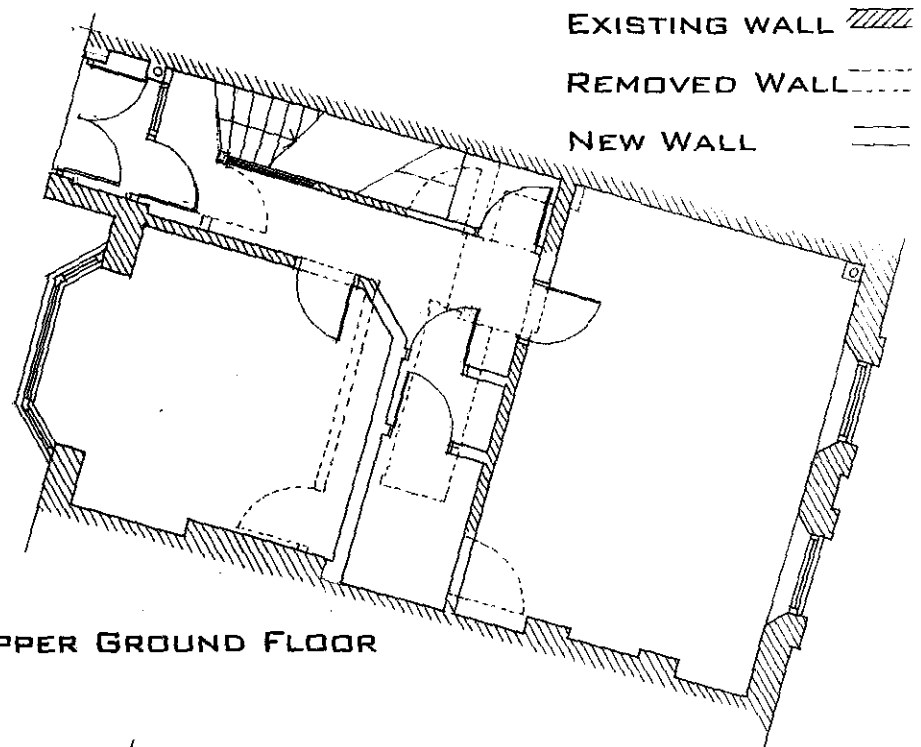 EXISTING WALL
REMOVED WALL
NEW WALL
PPER GROUND FLOOR